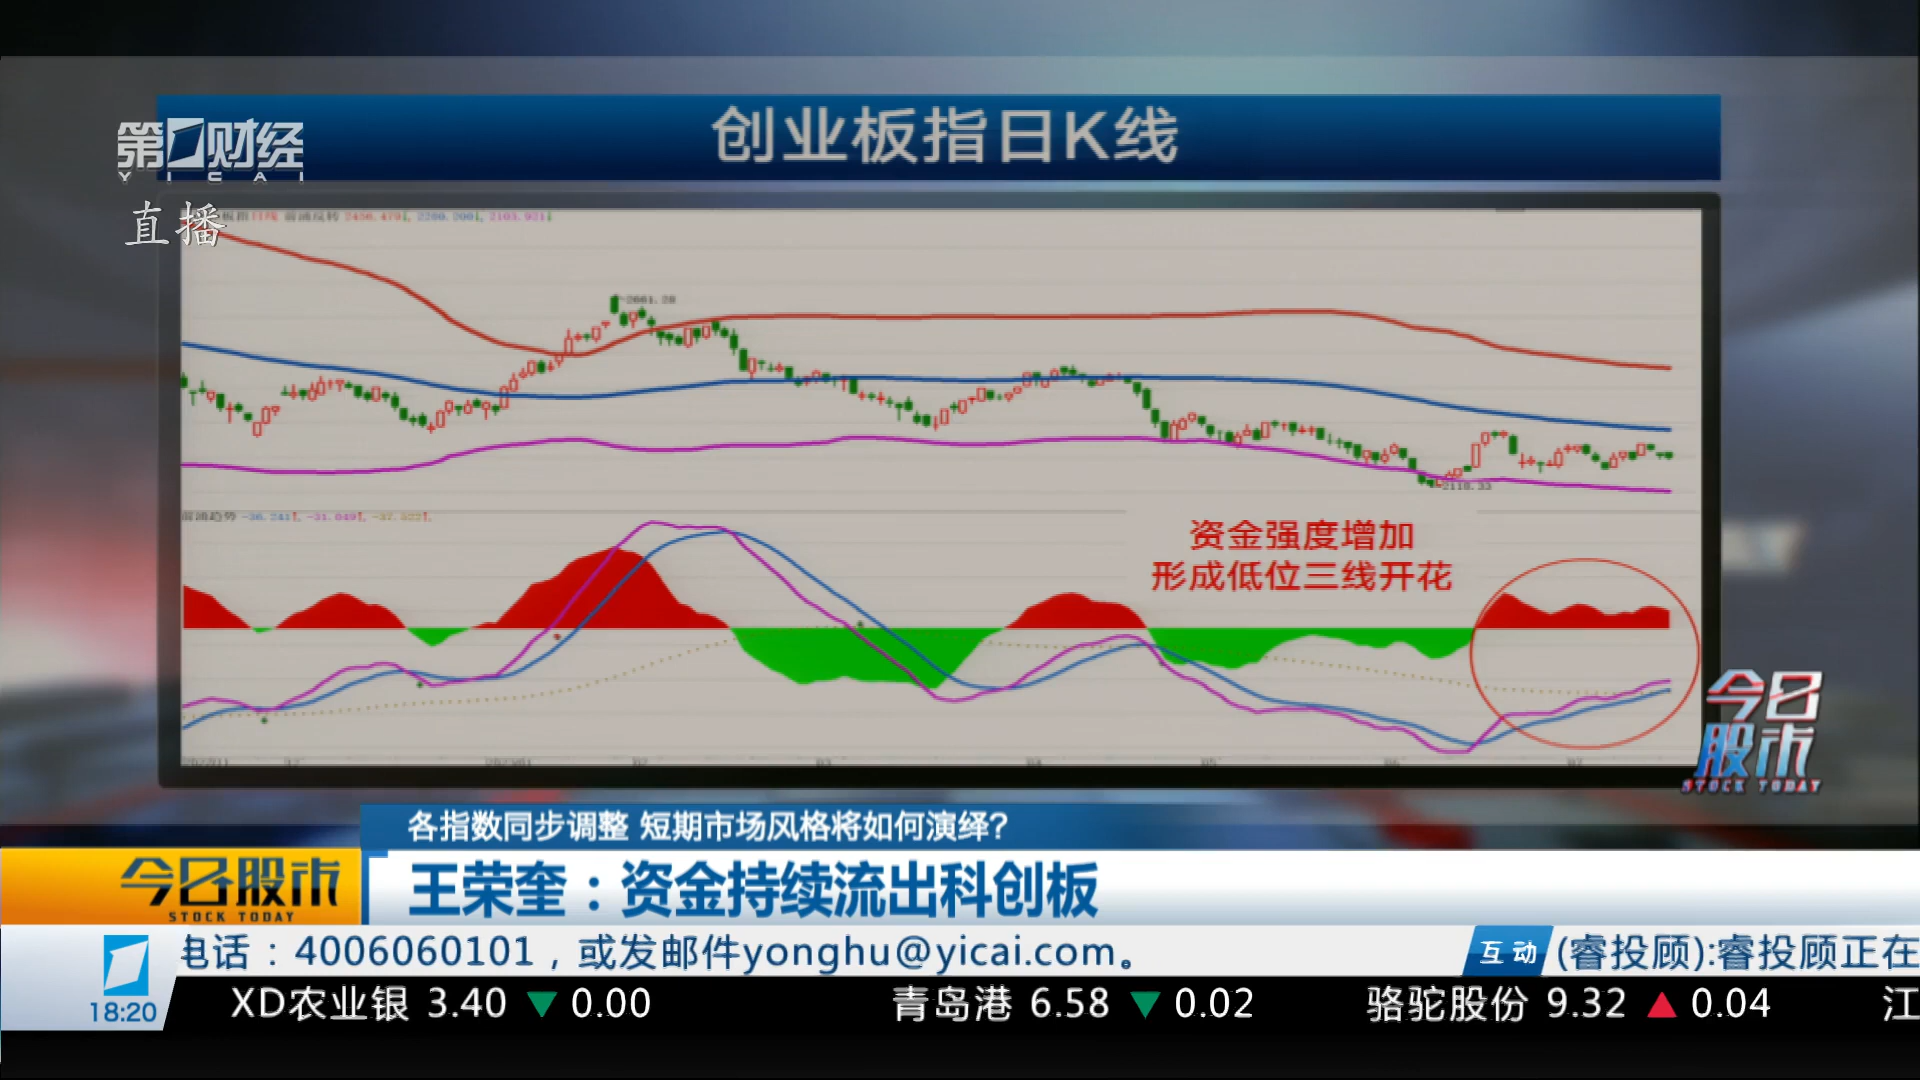 创业板指日K线
第一财经
YICAI
直播
2661.28
2118.33
资金强度增加
形成低位三线开花
今日
股市
STOCK TODAY
各指数同步调整 短期市场风格将如何演绎?
今日股市
STOCK TODAY
王荣奎：资金持续流出科创板
电话：4006060101，或发邮件yonghu@yicai.com。
互动 (睿投顾):睿投顾正在
18:20
XD农业银 3.40 ▼ 0.00 青岛港 6.58 ▼ 0.02 骆驼股份 9.32 ▲ 0.04 江